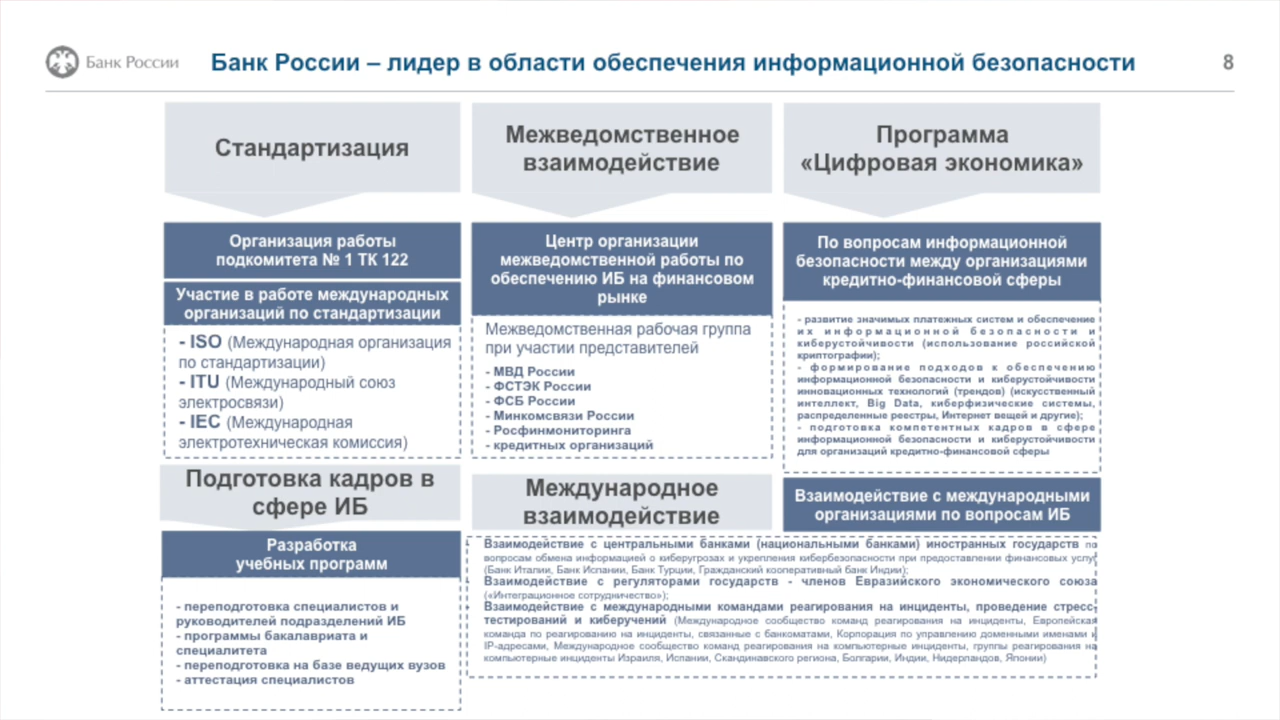 Банк России
Банк России – лидер в области обеспечения информационной безопасности
8
Стандартизация
Организация работы
подкомитета № 1 ТК 122
Участие в работе международных
организаций по стандартизации
- ISO (Международная организация
по стандартизации)
- ITU (Международный союз
электросвязи)
- IEC (Международная
электротехническая комиссия)
Межведомственное
взаимодействие
Центр организации
межведомственной работы по
обеспечению ИБ на финансовом
рынке
Межведомственная рабочая группа
при участии представителей
- МВД России
- ФСТЭК России
- ФСБ России
- Минкомсвязи России
- Росфинмониторинга
- кредитных организаций
Программа
«Цифровая экономика»
По вопросам информационной
безопасности между организациями
кредитно-финансовой сферы
- развитие значимых платежных систем и обеспечение
их информационной безопасности и
киберустойчивости (использование российской
криптографии);
- формирование подходов к обеспечению
информационной безопасности и киберустойчивости
инновационных технологий (трендов) (искусственный
интеллект, Big Data, киберфизические системы,
распределенные реестры, Интернет вещей и другие);
- подготовка компетентных кадров в сфере
информационной безопасности и киберустойчивости
для организаций кредитно-финансовой сферы
Подготовка кадров в
сфере ИБ
Разработка
учебных программ
- переподготовка специалистов и
руководителей подразделений ИБ
- программы бакалавриата и
специалитета
- переподготовка на базе ведущих вузов
- аттестация специалистов
Международное
взаимодействие
Взаимодействие с международными
организациями по вопросам ИБ
Взаимодействие с центральными банками (национальными банками) иностранных государств по
вопросам обмена информацией о киберугрозах и укрепления кибербезопасности при предоставлении финансовых услуг
(Банк Италии, Банк Испании, Банк Турции, Гражданский кооперативный банк Индии);
Взаимодействие с регуляторами государств - членов Евразийского экономического союза
(«Интеграционное сотрудничество»);
Взаимодействие с международными командами реагирования на инциденты, проведение стресс-
тестирований и киберучений (Международное сообщество команд реагирования на инциденты, Европейская
команда по реагированию на инциденты, связанные с банкоматами, Корпорация по управлению доменными именами и
IP-адресами, Международное сообщество команд реагирования на компьютерные инциденты, группы реагирования на
компьютерные инциденты Израиля, Испании, Скандинавского региона, Болгарии, Индии, Нидерландов, Японии)